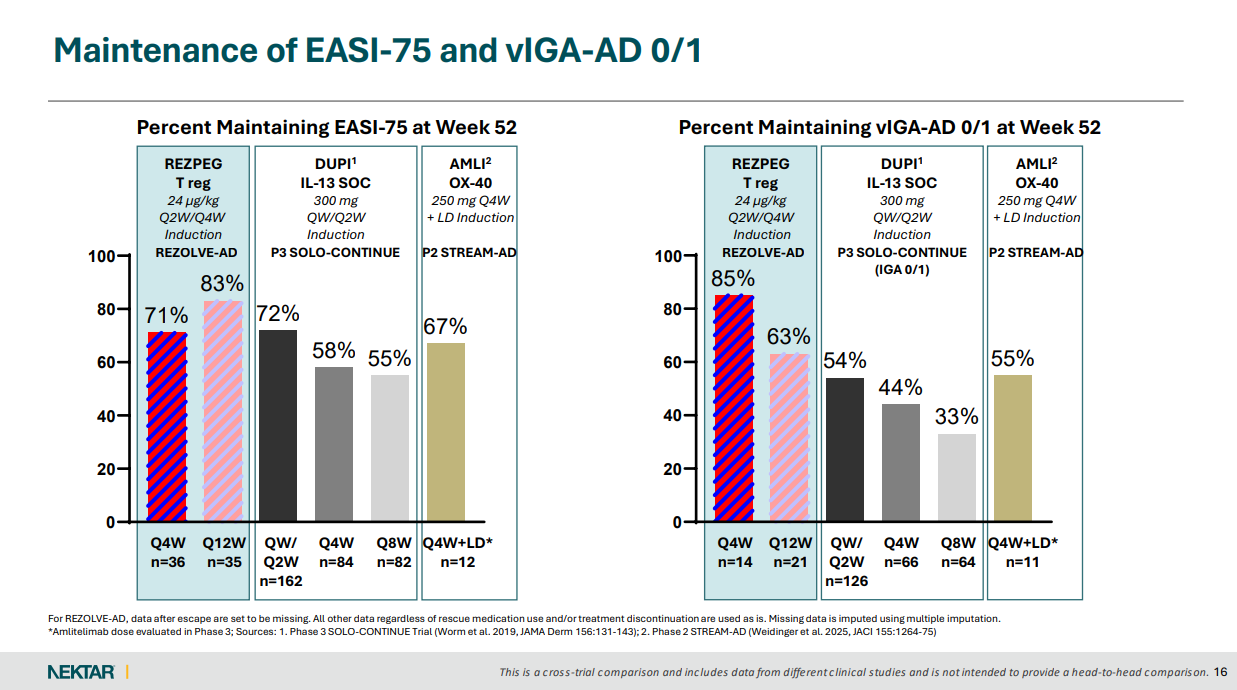 Maintenance of EASI-75 and vIGA-AD 0/1
Percent Maintaining EASI-75 at Week 52
REZPEG
T reg
24 µg/kg
Q2W/Q4W
Induction
REZOLVE-AD
DUPI¹
IL-13 SOC
300 mg
QW/Q2W
Induction
P3 SOLO-CONTINUE
AMLI²
OX-40
250 mg Q4W
+ LD Induction
P2 STREAM-AD
100
80
60
40
20
0
71%
83%
72%
58%
55%
67%
Q4W
n=36
Q12W
n=35
QW/
Q2W
n=162
Q4W
n=84
Q8W
n=82
Q4W+LD*
n=12
Percent Maintaining vIGA-AD 0/1 at Week 52
REZPEG
T reg
24 µg/kg
Q2W/Q4W
Induction
REZOLVE-AD
DUPI¹
IL-13 SOC
300 mg
QW/Q2W
Induction
P3 SOLO-CONTINUE
(IGA 0/1)
AMLI²
OX-40
250 mg Q4W
+ LD Induction
P2 STREAM-AD
100
80
60
40
20
0
85%
63%
54%
44%
33%
55%
Q4W
n=14
Q12W
n=21
QW/
Q2W
n=126
Q4W
n=66
Q8W
n=64
Q4W+LD*
n=11
For REZOLVE-AD, data after escape are set to be missing. All other data regardless of rescue medication use and/or treatment discontinuation are used as is. Missing data is imputed using multiple imputation.
*Amlitelimab dose evaluated in Phase 3; Sources: 1. Phase 3 SOLO-CONTINUE Trial (Worm et al. 2019, JAMA Derm 156:131-143); 2. Phase 2 STREAM-AD (Weidinger et al. 2025, JACI 155:1264-75)
NEKTAR
This is a cross-trial comparison and includes data from different clinical studies and is not intended to provide a head-to-head comparison. 16